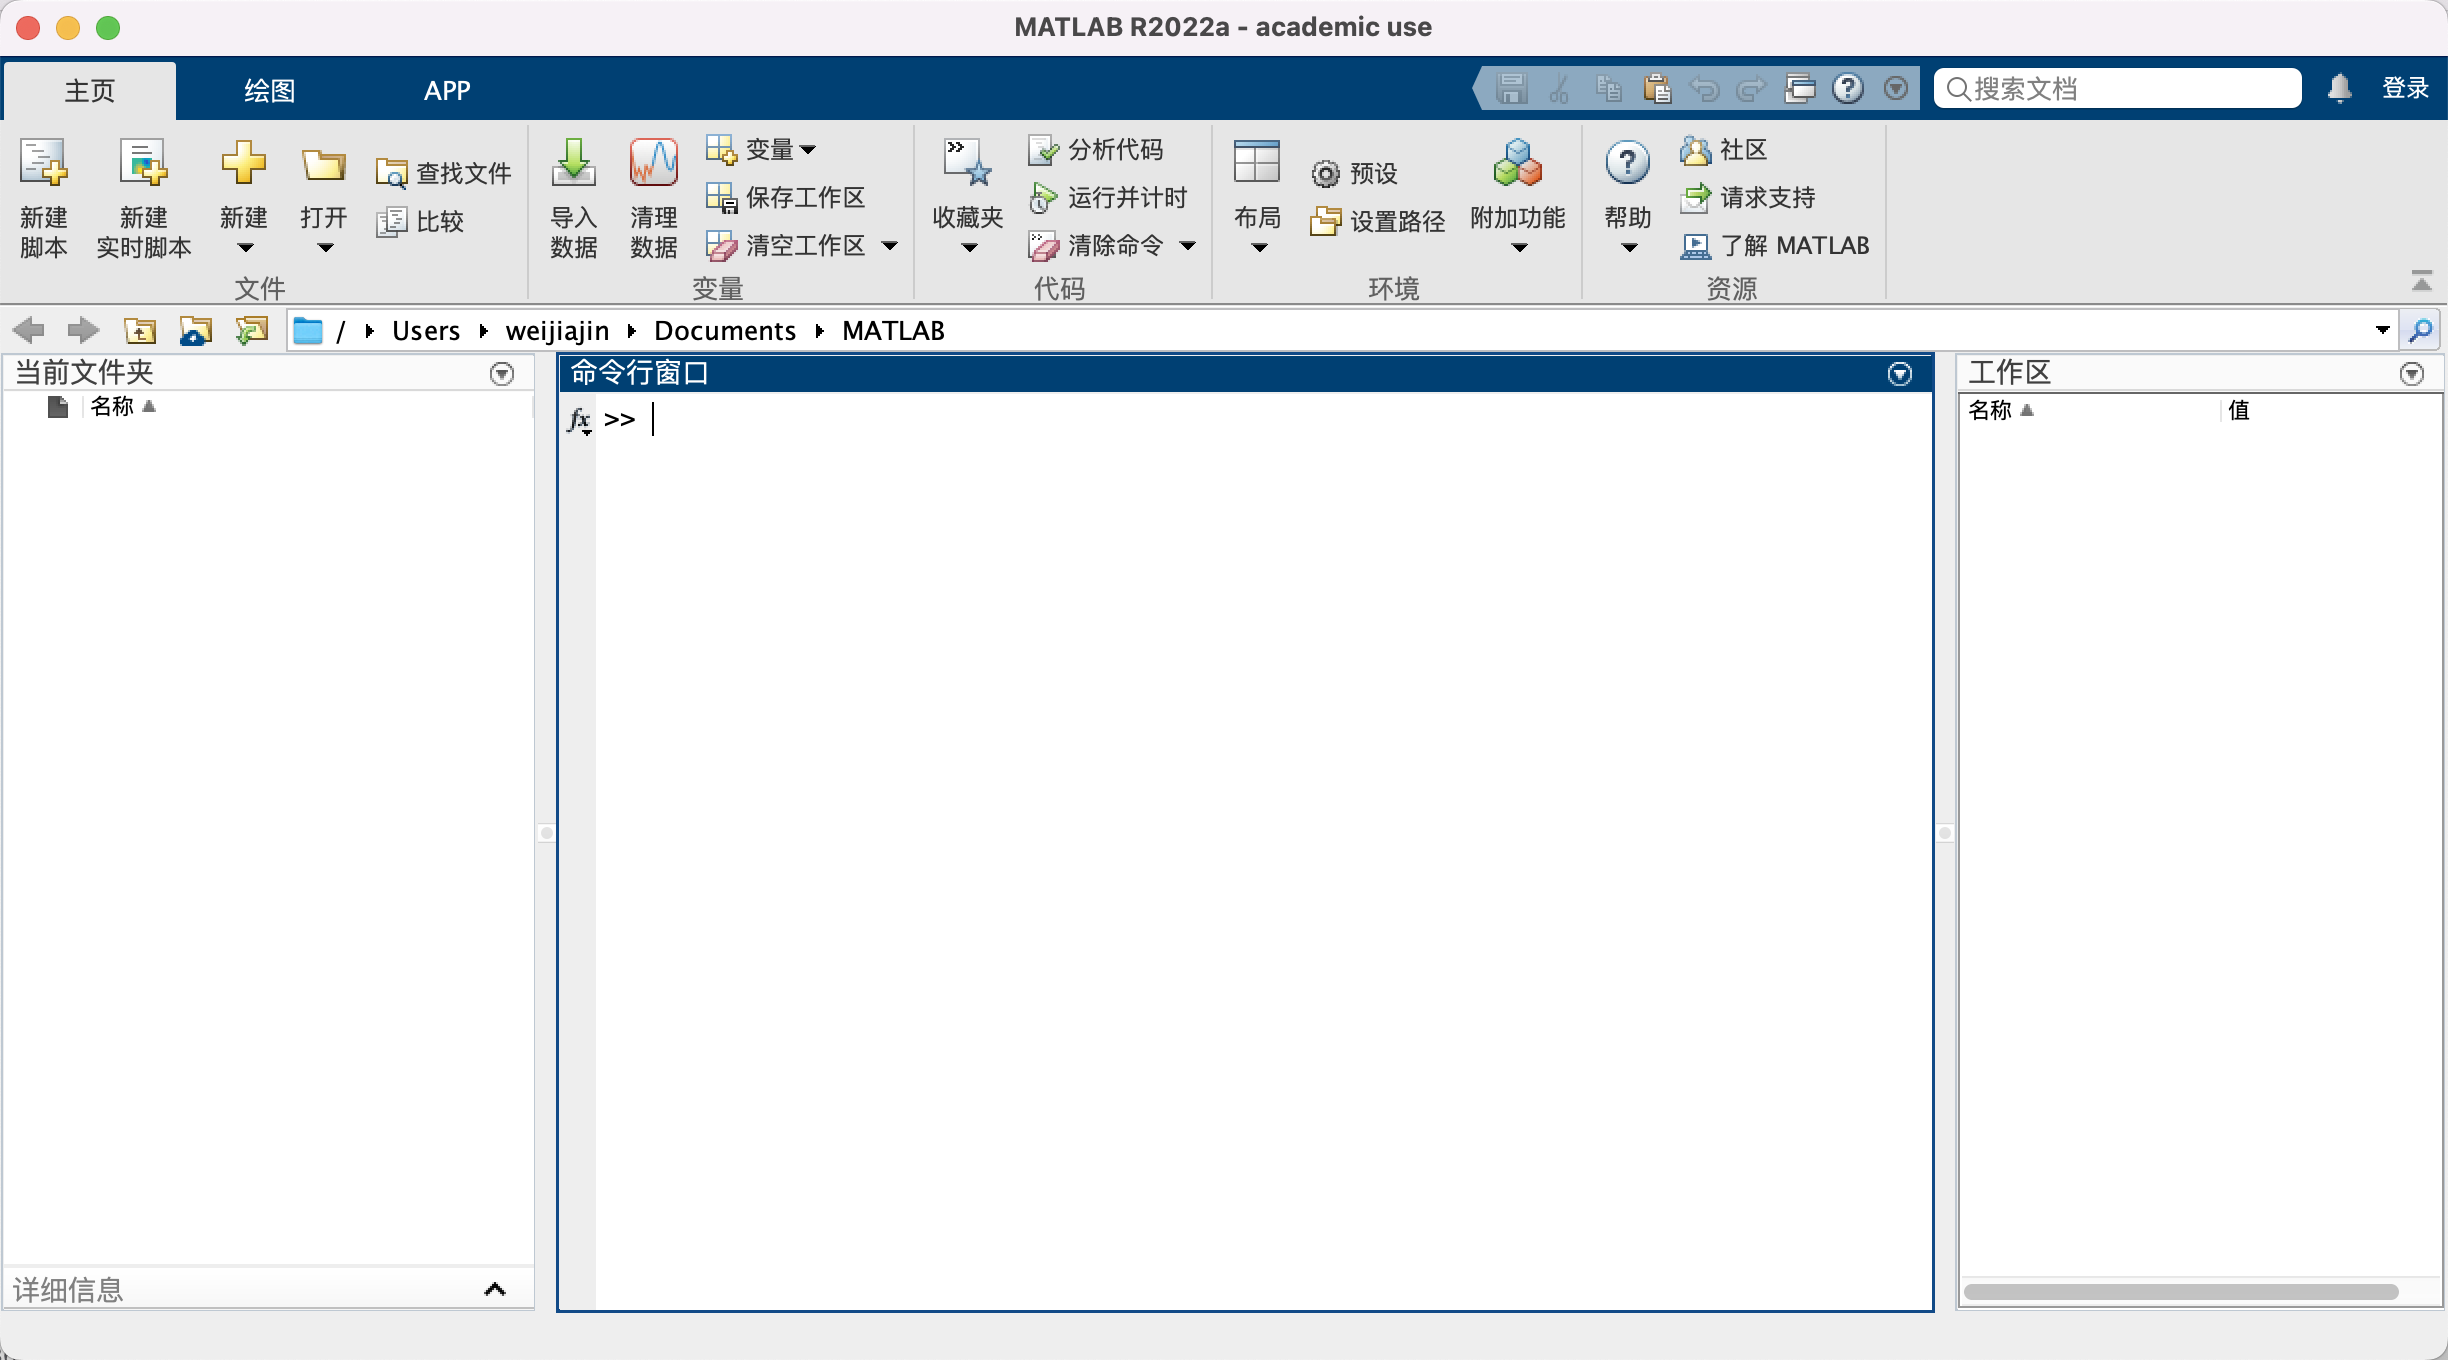 MATLAB R2022a - academic use
主页 绘图 APP 搜索文档 登录
新建脚本 新建实时脚本 新建 打开 查找文件 比较
文件
导入数据 清理数据 变量 保存工作区 清空工作区
变量
收藏夹 分析代码 运行并计时 清除命令
代码
布局 预设 设置路径 附加功能
环境
帮助 社区 请求支持 了解 MATLAB
资源
/ Users weijiajin Documents MATLAB
当前文件夹
名称
命令行窗口
fx >>
工作区
名称 值
详细信息